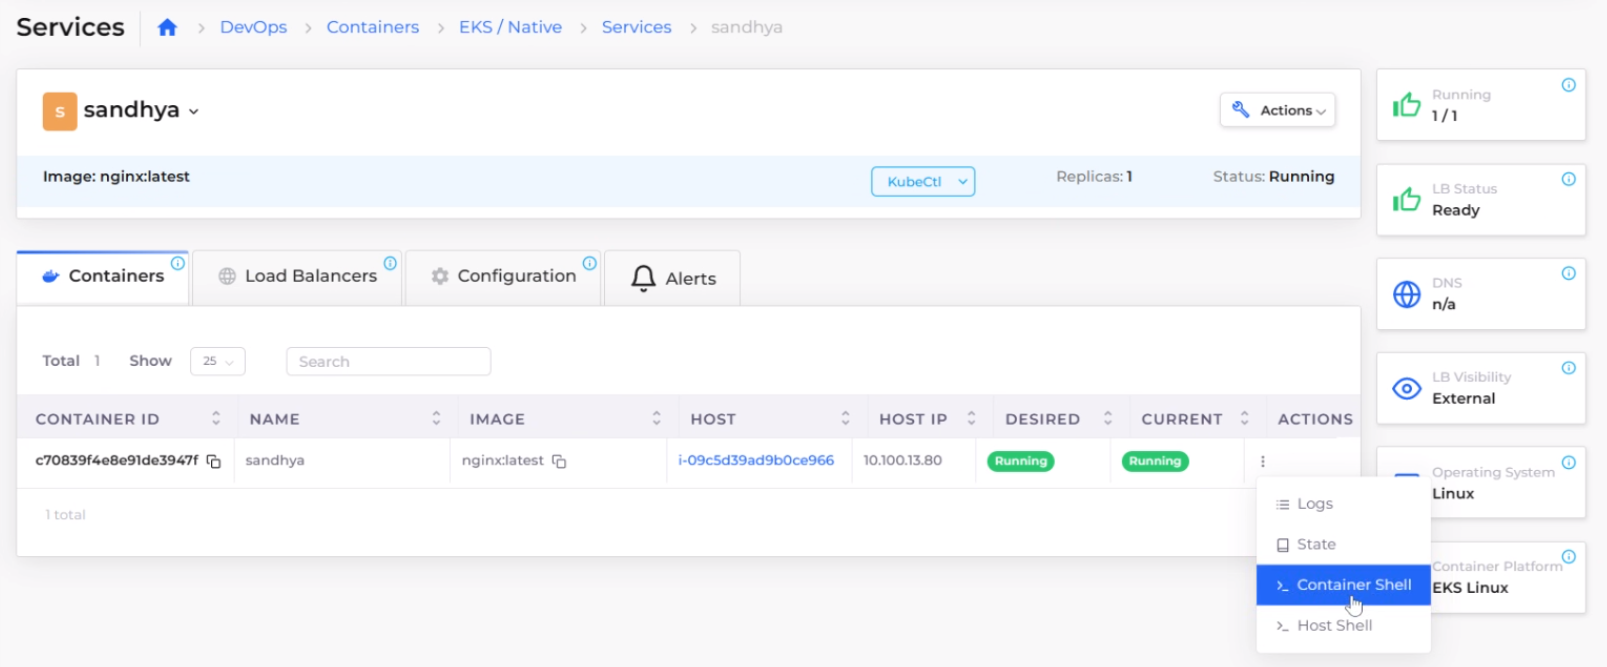 Services
DevOps > Containers > EKS / Native > Services > sandhya
S sandhya
Actions
Image: nginx:latest
KubeCtl
Replicas: 1
Status: Running
Running
1 / 1
LB Status
Ready
DNS
n/a
LB Visibility
External
Operating System
Linux
Container Platform
EKS Linux
Containers
Load Balancers
Configuration
Alerts
Total 1 Show 25 Search
CONTAINER ID NAME IMAGE HOST HOST IP DESIRED CURRENT ACTIONS
c70839f4e8e91de3947f sandhya nginx:latest i-09c5d39ad9b0ce966 10.100.13.80 Running Running
1 total
Logs
State
Container Shell
Host Shell